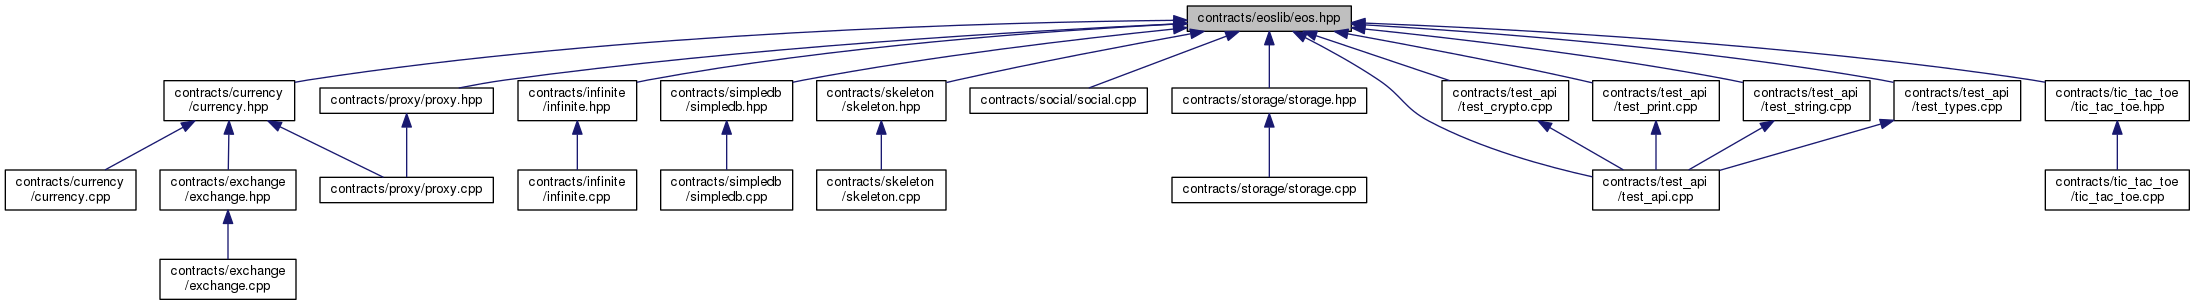 contracts/eoslib/eos.hpp
contracts/currency
/currency.hpp
contracts/proxy/proxy.hpp
contracts/infinite
/infinite.hpp
contracts/simpledb
/simpledb.hpp
contracts/skeleton
/skeleton.hpp
contracts/social/social.cpp
contracts/storage/storage.hpp
contracts/test_api
/test_crypto.cpp
contracts/test_api
/test_print.cpp
contracts/test_api
/test_string.cpp
contracts/test_api
/test_types.cpp
contracts/tic_tac_toe
/tic_tac_toe.hpp
contracts/currency
/currency.cpp
contracts/exchange
/exchange.hpp
contracts/proxy/proxy.cpp
contracts/infinite
/infinite.cpp
contracts/simpledb
/simpledb.cpp
contracts/skeleton
/skeleton.cpp
contracts/storage/storage.cpp
contracts/test_api
/test_api.cpp
contracts/tic_tac_toe
/tic_tac_toe.cpp
contracts/exchange
/exchange.cpp